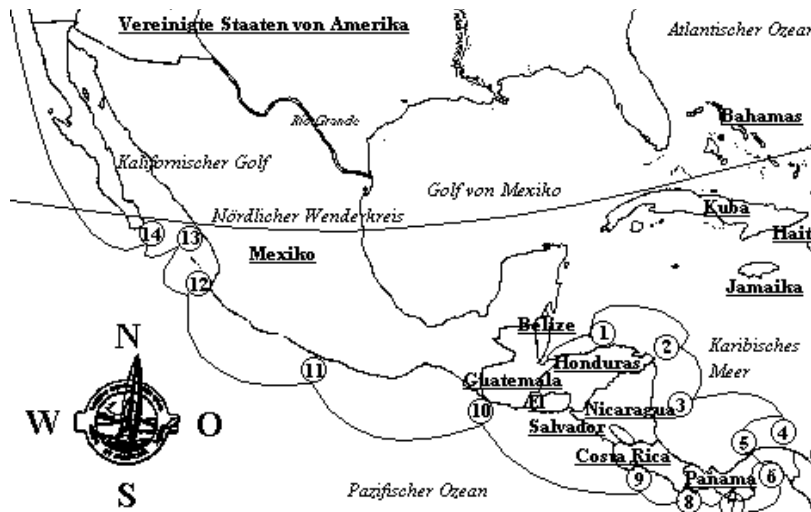 Vereinigte Staaten von Amerika
Atlantischer Ozean
Bahamas
Rio Grande
Kalifornischer Golf
Golf von Mexiko
Nördlicher Wenderkreis
Kuba
Hait
Mexiko
Jamaika
14
13
12
Belize
1
2
Karibisches
Meer
Honduras
11
Guatemala
El
Salvador
10
Nicaragua
3
4
5
Costa Rica
Panama
6
9
8
7
Pazifischer Ozean
N
W
O
S